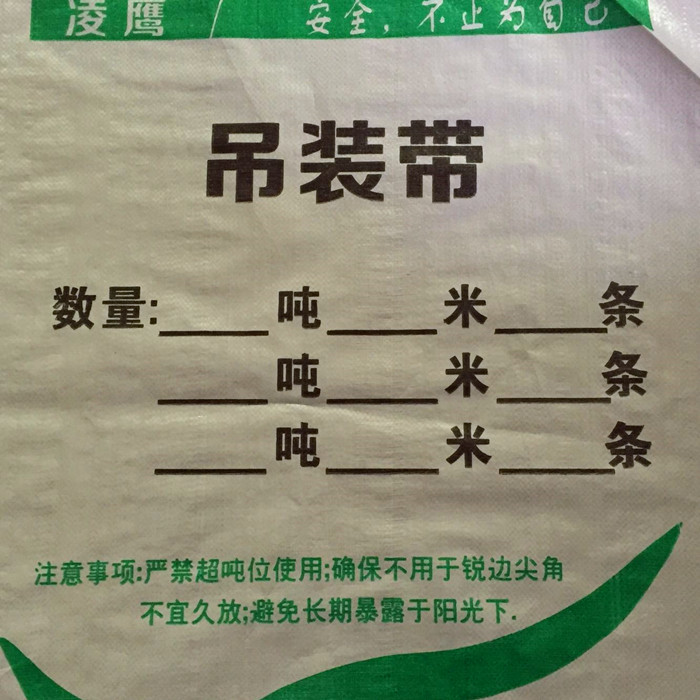 凌鹰 安全，不止为自己
吊装带
数量:____吨____米____条
____吨____米____条
____吨____米____条
注意事项:严禁超吨位使用;确保不用于锐边尖角
不宜久放;避免长期暴露于阳光下.